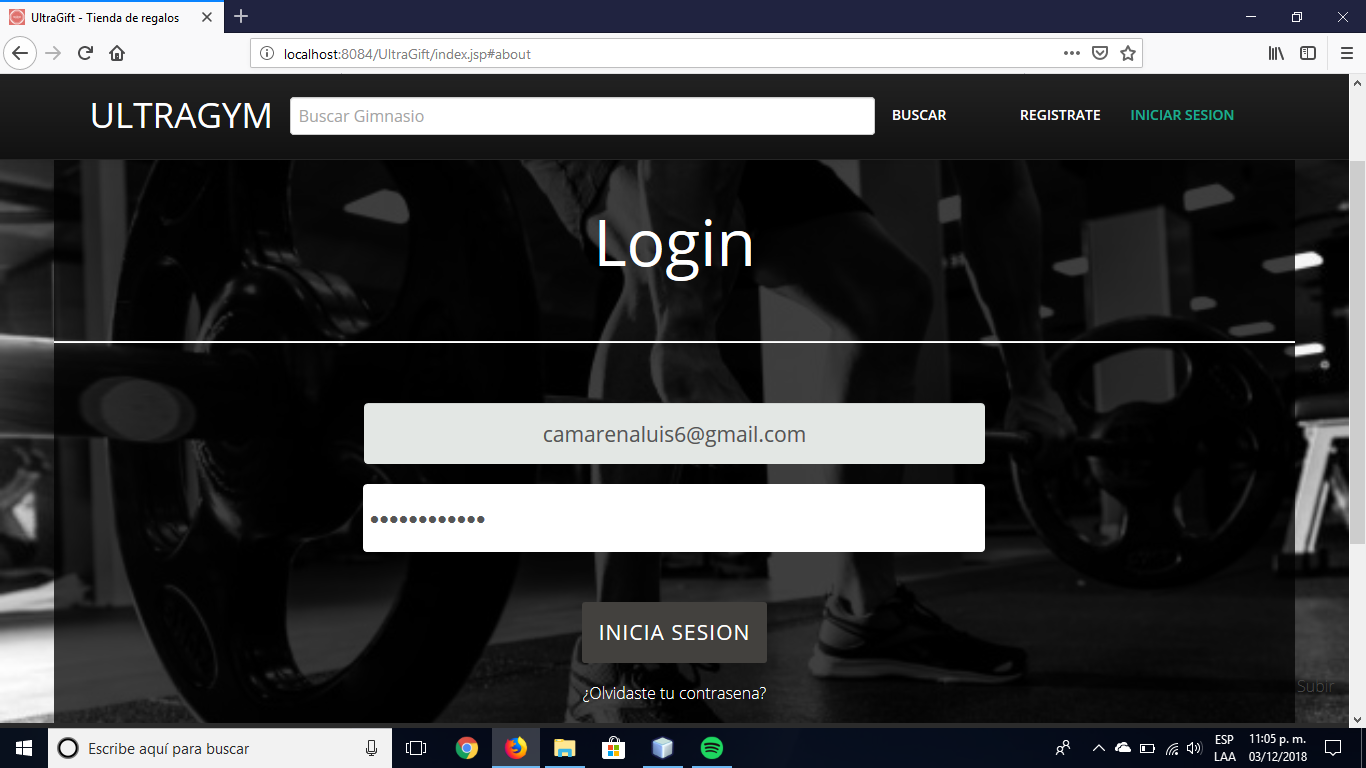 UltraGift - Tienda de regalos
localhost:8084/UltraGift/index.jsp#about
ULTRAGYM
Buscar Gimnasio
BUSCAR
REGISTRATE
INICIAR SESION
Login
camarenaluis6@gmail.com
••••••••••••
INICIA SESION
¿Olvidaste tu contrasena?
Subir
Escribe aquí para buscar
ESP
LAA
11:05 p. m.
03/12/2018